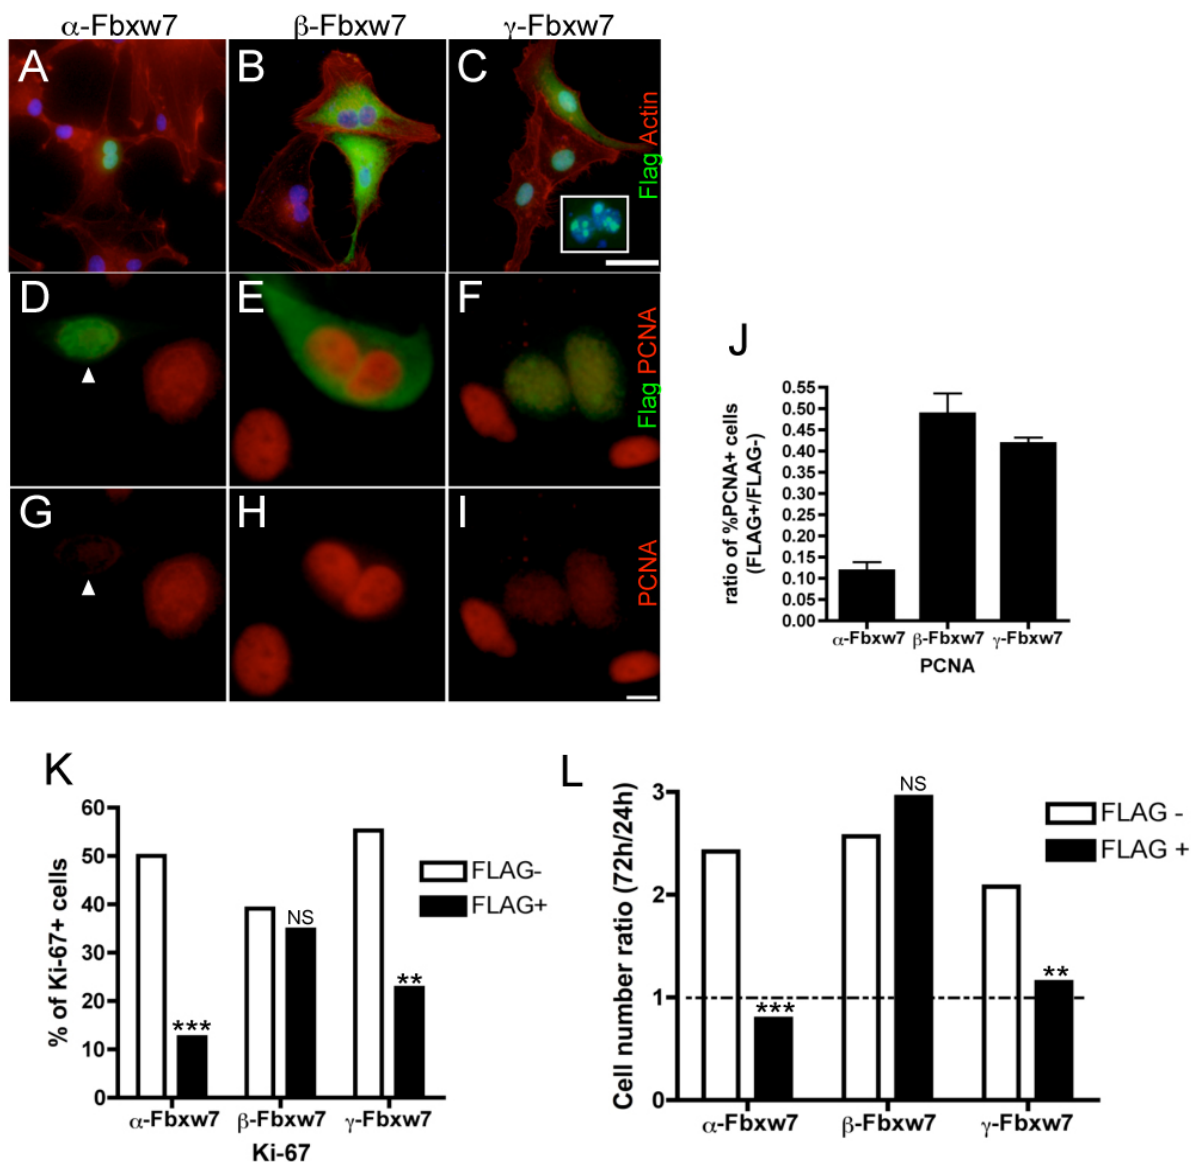 α-Fbxw7 β-Fbxw7 γ-Fbxw7
A B C
Flag Actin
D E F
Flag PCNA
G H I
PCNA
J
ratio of %PCNA+ cells
(FLAG+/FLAG-)
0.55
0.50
0.45
0.40
0.35
0.30
0.25
0.20
0.15
0.10
0.05
0.00
α-Fbxw7 β-Fbxw7 γ-Fbxw7
PCNA
K
% of Ki-67+ cells
60
50
40
30
20
10
0
***
NS
**
FLAG-
FLAG+
α-Fbxw7 β-Fbxw7 γ-Fbxw7
Ki-67
L
Cell number ratio (72h/24h)
3
2
1
0
***
NS
**
FLAG -
FLAG +
α-Fbxw7 β-Fbxw7 γ-Fbxw7